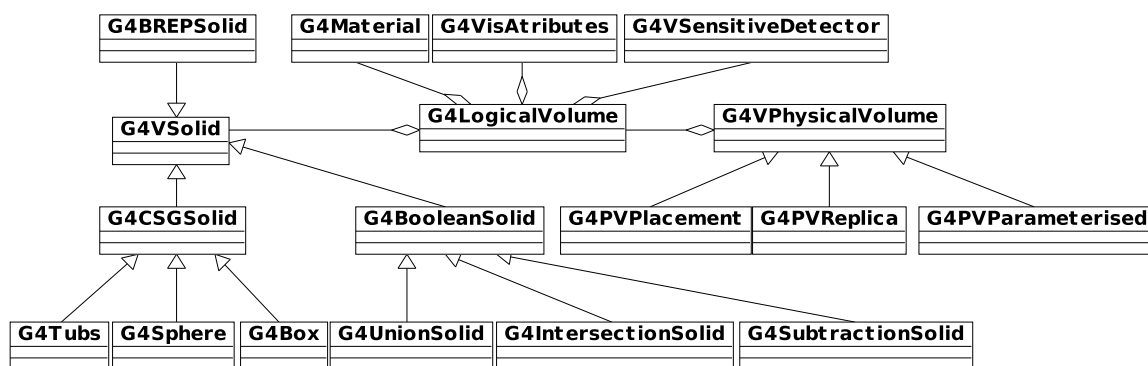 G4BREPSolid
G4Material
G4VisAtributes
G4VSensitiveDetector
G4VSolid
G4LogicalVolume
G4VPhysicalVolume
G4CSGSolid
G4BooleanSolid
G4PVPlacement
G4PVReplica
G4PVParameterised
G4Tubs
G4Sphere
G4Box
G4UnionSolid
G4IntersectionSolid
G4SubtractionSolid